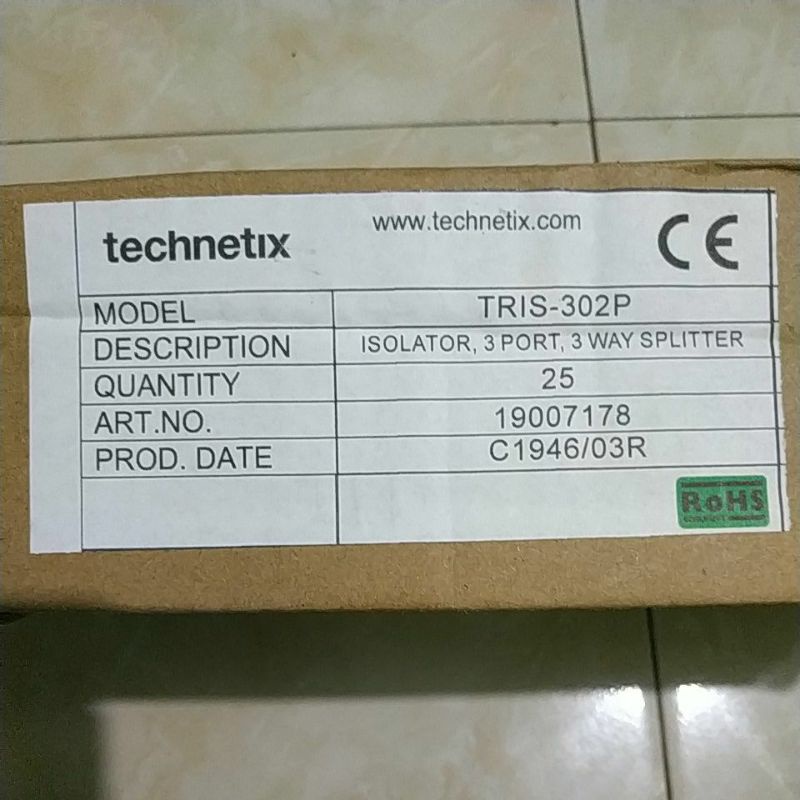 technetix
www.technetix.com
CE
MODEL TRIS-302P
DESCRIPTION ISOLATOR, 3 PORT, 3 WAY SPLITTER
QUANTITY 25
ART.NO. 19007178
PROD. DATE C1946/03R
RoHS